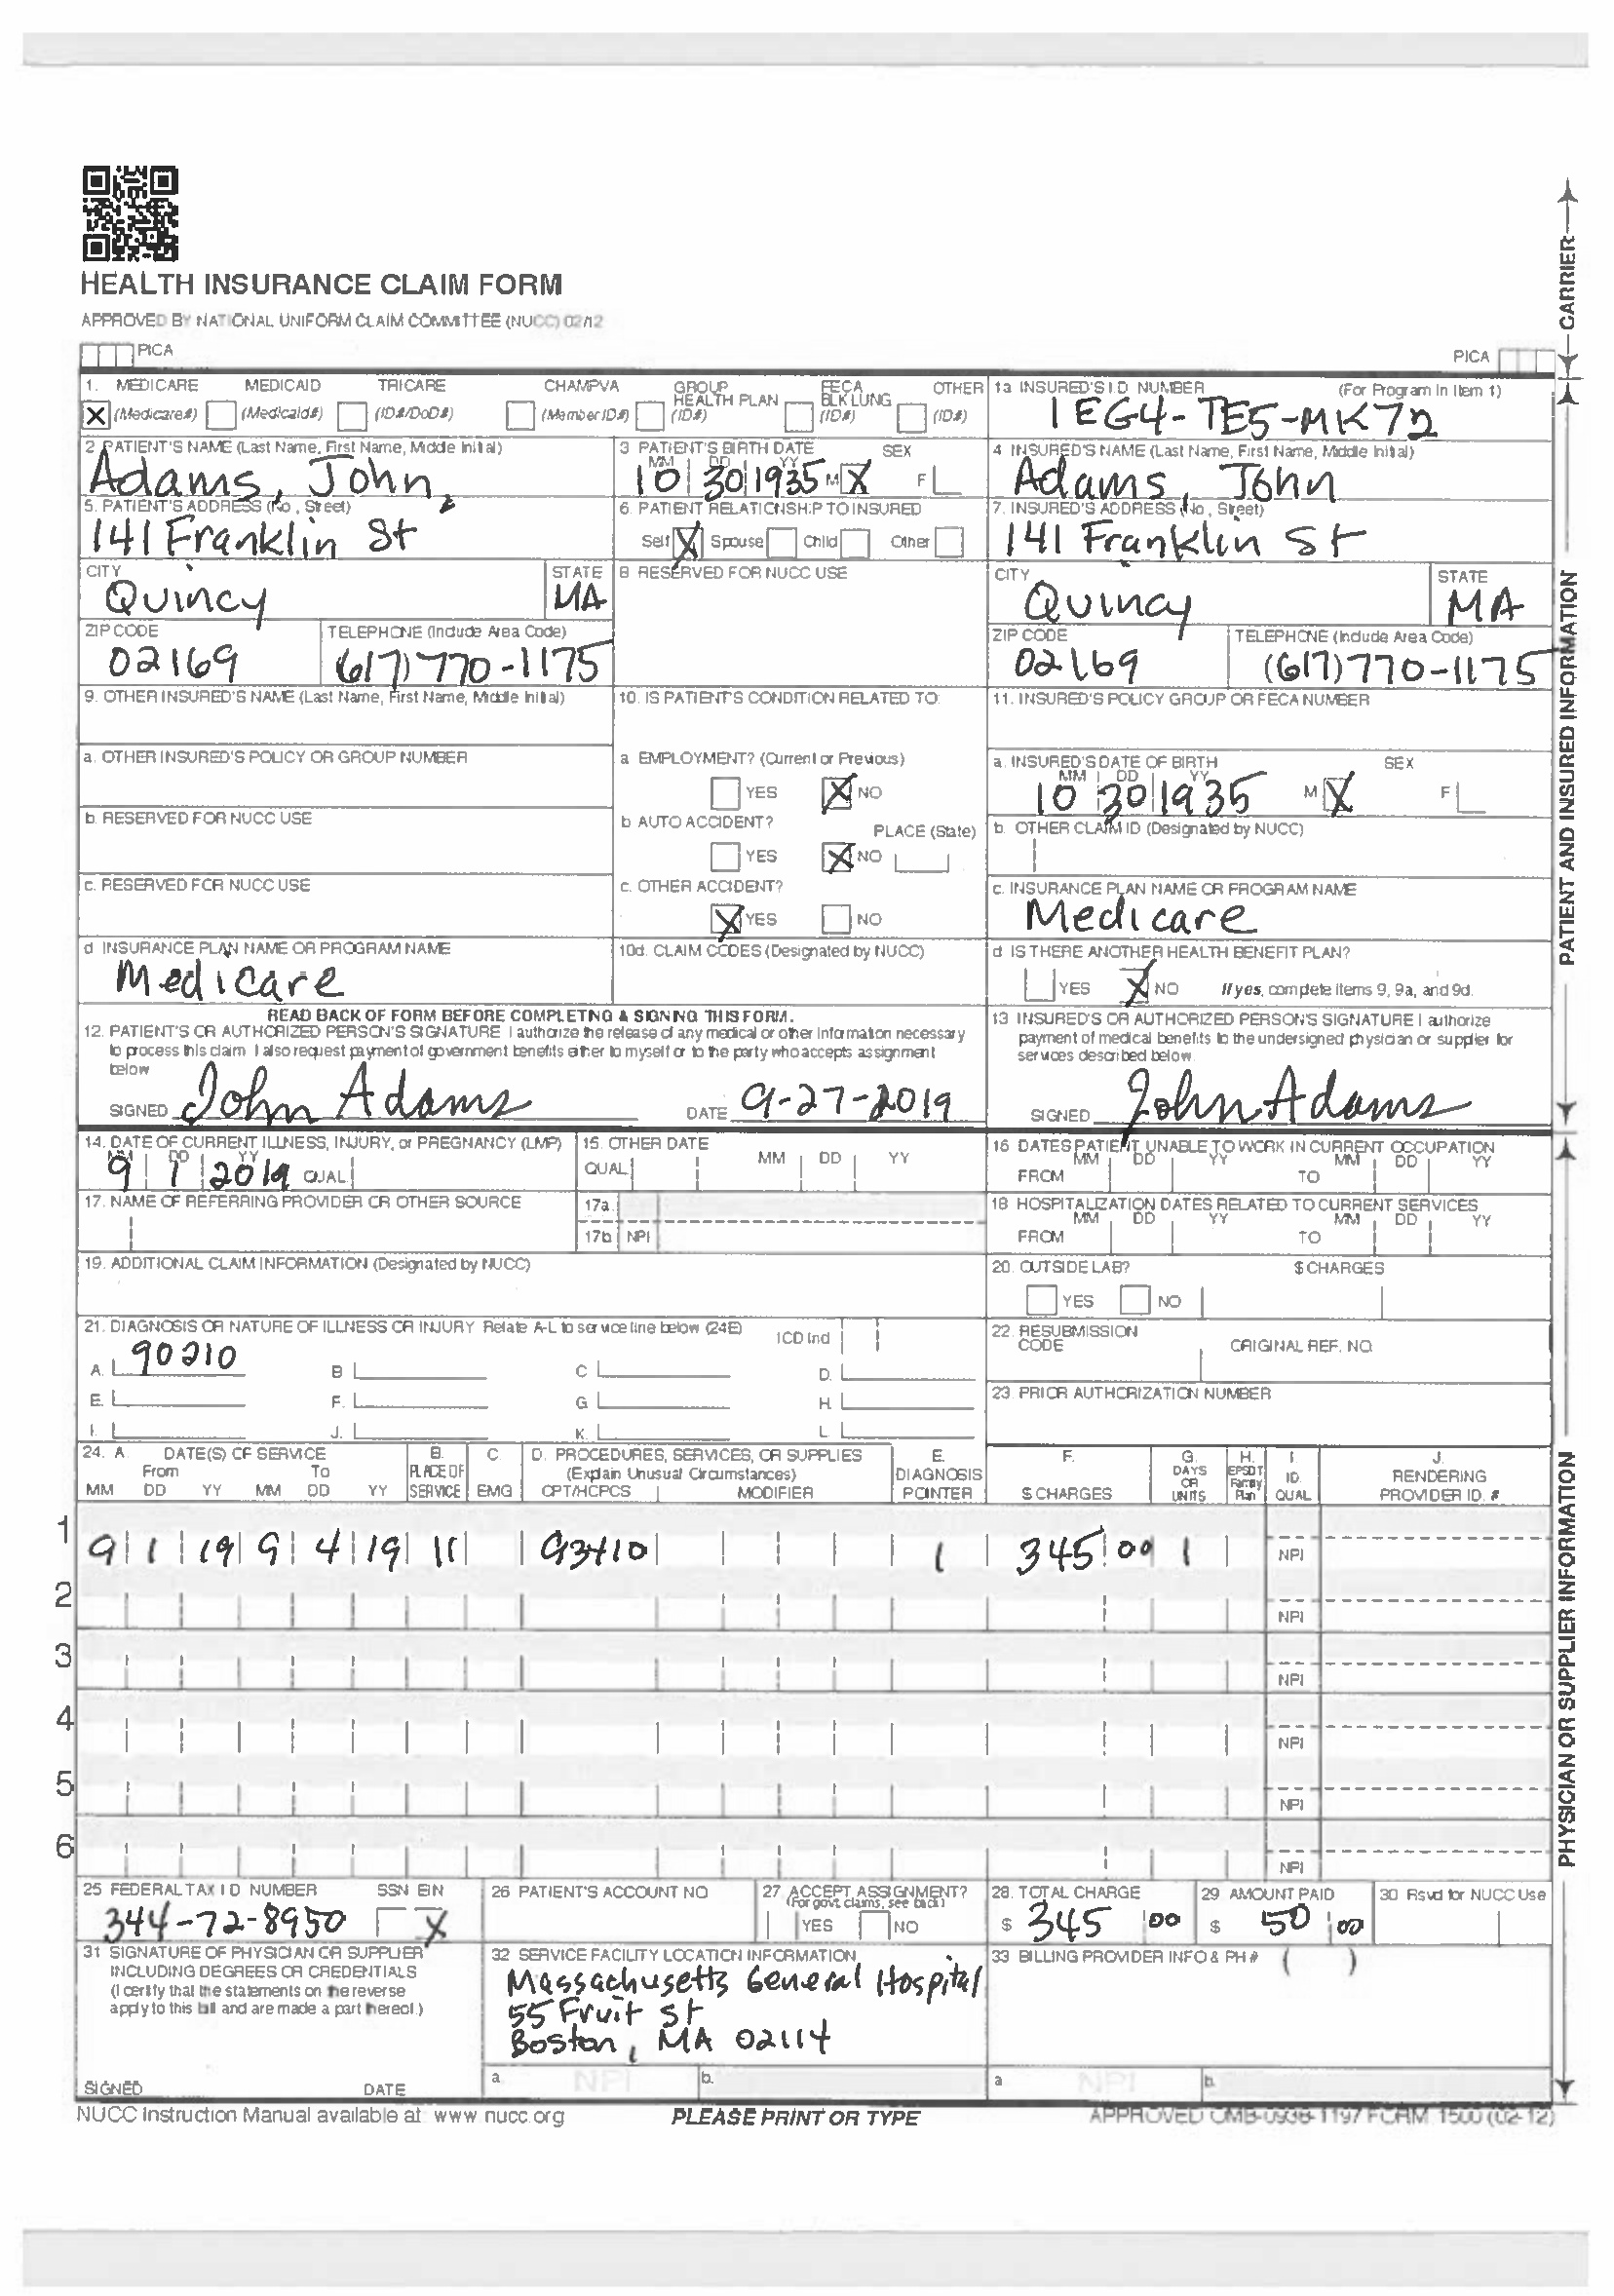 HEALTH INSURANCE CLAIM FORM
APPROVED BY NATIONAL UNIFORM CLAIM COMMITTEE (NUCC) 02/12
PICA
PICA
CARRIER
1. MEDICARE MEDICAID TRICARE CHAMPVA GROUP HEALTH PLAN FECA BLK LUNG OTHER
X (Medicare#) (Medicaid#) (ID#/DoD#) (Member ID#) (ID#) (ID#) (ID#)
1a INSURED'S I.D. NUMBER (For Program in Item 1)
1EG4-TE5-MK72
2 PATIENT'S NAME (Last Name, First Name, Middle Initial)
Adams, John,
3 PATIENT'S BIRTH DATE SEX
MM DD YY
10 30 1935 M X F
4 INSURED'S NAME (Last Name, First Name, Middle Initial)
Adams, John
5. PATIENT'S ADDRESS (No., Street)
141 Franklin St
6. PATIENT RELATIONSHIP TO INSURED
Self X Spouse Child Other
7. INSURED'S ADDRESS (No., Street)
141 Franklin St
CITY STATE
Quincy MA
8 RESERVED FOR NUCC USE
CITY STATE
Quincy MA
ZIP CODE TELEPHONE (Include Area Code)
02169 (617) 770-1175
ZIP CODE TELEPHONE (Include Area Code)
02169 (617) 770-1175
9. OTHER INSURED'S NAME (Last Name, First Name, Middle Initial)
10. IS PATIENT'S CONDITION RELATED TO:
11. INSURED'S POLICY GROUP OR FECA NUMBER
a. OTHER INSURED'S POLICY OR GROUP NUMBER
a EMPLOYMENT? (Current or Previous)
YES X NO
a. INSURED'S DATE OF BIRTH SEX
MM DD YY
10 30 1935 M X F
b RESERVED FOR NUCC USE
b AUTO ACCIDENT? PLACE (State)
YES X NO
b. OTHER CLAIM ID (Designated by NUCC)
c. RESERVED FOR NUCC USE
c. OTHER ACCIDENT?
X YES NO
c. INSURANCE PLAN NAME OR PROGRAM NAME
Medicare
d INSURANCE PLAN NAME OR PROGRAM NAME
Medicare
10d. CLAIM CODES (Designated by NUCC)
d IS THERE ANOTHER HEALTH BENEFIT PLAN?
YES X NO If yes, complete items 9, 9a, and 9d.
PATIENT AND INSURED INFORMATION
READ BACK OF FORM BEFORE COMPLETING & SIGNING THIS FORM.
12. PATIENT'S OR AUTHORIZED PERSON'S SIGNATURE I authorize the release of any medical or other information necessary
to process this claim. I also request payment of government benefits either to myself or to the party who accepts assignment
below
SIGNED John Adams DATE 9-27-2019
13 INSURED'S OR AUTHORIZED PERSON'S SIGNATURE I authorize
payment of medical benefits to the undersigned physician or supplier for
services described below
SIGNED John Adams
14. DATE OF CURRENT ILLNESS, INJURY, or PREGNANCY (LMP)
MM DD YY
9 1 2019 QUAL
15. OTHER DATE
QUAL MM DD YY
16 DATES PATIENT UNABLE TO WORK IN CURRENT OCCUPATION
MM DD YY MM DD YY
FROM TO
17. NAME OF REFERRING PROVIDER OR OTHER SOURCE
17a.
17b NPI
18 HOSPITALIZATION DATES RELATED TO CURRENT SERVICES
MM DD YY MM DD YY
FROM TO
19. ADDITIONAL CLAIM INFORMATION (Designated by NUCC)
20. OUTSIDE LAB? $ CHARGES
YES NO
21. DIAGNOSIS OR NATURE OF ILLNESS OR INJURY Relate A-L to service line below (24E) ICD Ind
A. 90210 B C D.
E. F. G H
I. J. K. L
22. RESUBMISSION
CODE ORIGINAL REF. NO.
23. PRIOR AUTHORIZATION NUMBER
24. A DATE(S) OF SERVICE B. C D. PROCEDURES, SERVICES, OR SUPPLIES E. F. G. H. I. J.
From To PLACE OF (Explain Unusual Circumstances) DIAGNOSIS DAYS OR EPSDT Family ID. RENDERING
MM DD YY MM DD YY SERVICE EMG CPT/HCPCS MODIFIER POINTER $ CHARGES UNITS Plan QUAL PROVIDER ID. #
1 9 1 19 9 4 19 11 93410 1 345 00 1 NPI
2 NPI
3 NPI
4 NPI
5 NPI
6 NPI
PHYSICIAN OR SUPPLIER INFORMATION
25 FEDERAL TAX I D NUMBER SSN EIN
344-72-8950 X
26 PATIENT'S ACCOUNT NO
27 ACCEPT ASSIGNMENT?
(For govt. claims, see back)
YES NO
28. TOTAL CHARGE
$ 345 00
29 AMOUNT PAID
$ 50 00
30 Rsvd for NUCC Use
31 SIGNATURE OF PHYSICIAN OR SUPPLIER
INCLUDING DEGREES OR CREDENTIALS
(I certify that the statements on the reverse
apply to this bill and are made a part thereof.)
SIGNED DATE
32 SERVICE FACILITY LOCATION INFORMATION
Massachusetts General Hospital
55 Fruit St
Boston, MA 02114
a. NPI b.
33 BILLING PROVIDER INFO & PH # ( )
a NPI b
NUCC Instruction Manual available at: www.nucc.org
PLEASE PRINT OR TYPE
APPROVED OMB-0938-1197 FORM 1500 (02-12)